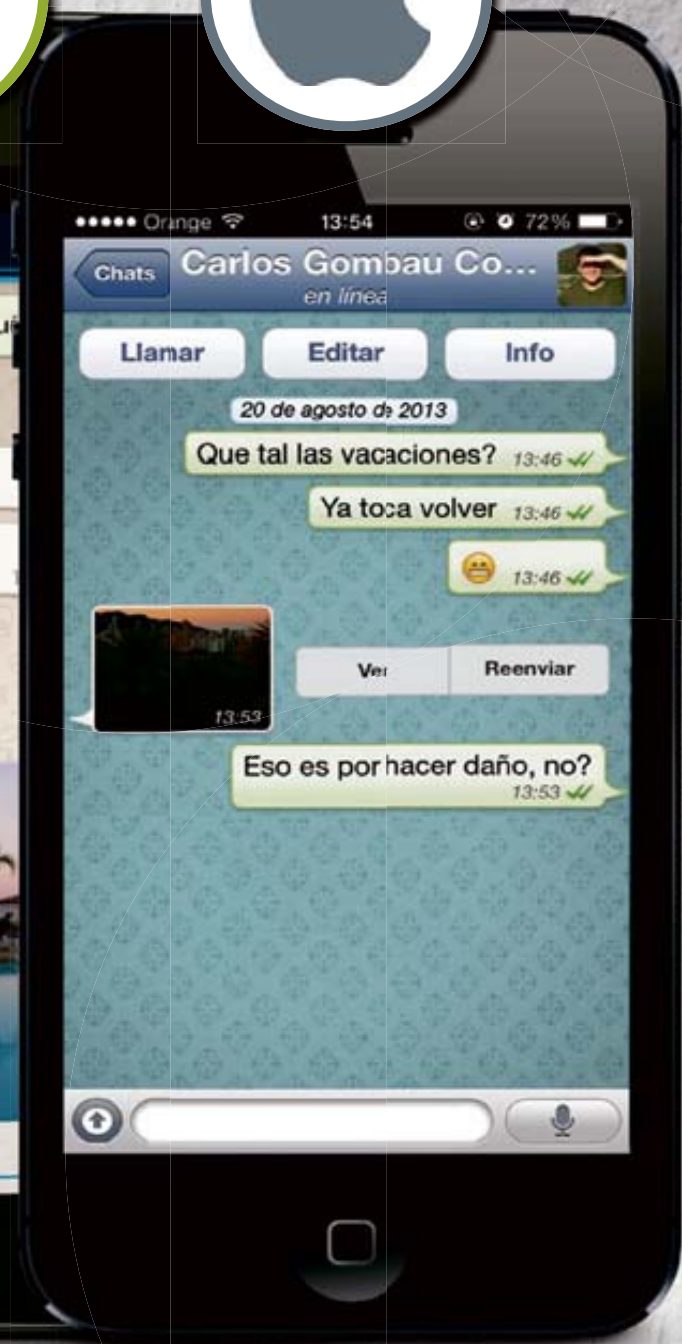 Orange 13:54 72%
Chats Carlos Gombau Co...
en línea
Llamar Editar Info
20 de agosto de 2013
Que tal las vacaciones? 13:46
Ya toca volver 13:46
13:46
Ver Reenviar
13:53
Eso es por hacer daño, no?
13:53